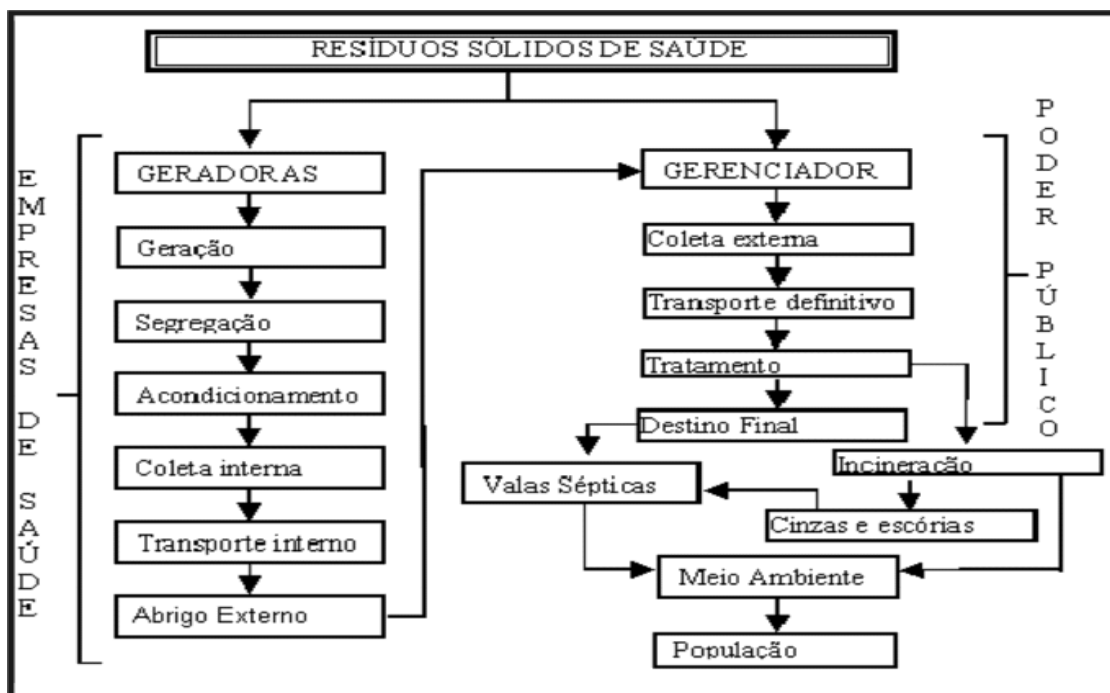 RESÍDUOS SÓLIDOS DE SAÚDE
EMPRESAS DE SAÚDE
GERADORAS
Geração
Segregação
Acondicionamento
Coleta interna
Transporte interno
Abrigo Externo
PODER PÚBLICO
GERENCIADOR
Coleta externa
Transporte definitivo
Tratamento
Destino Final
Valas Sépticas
Incineração
Cinzas e escórias
Meio Ambiente
População